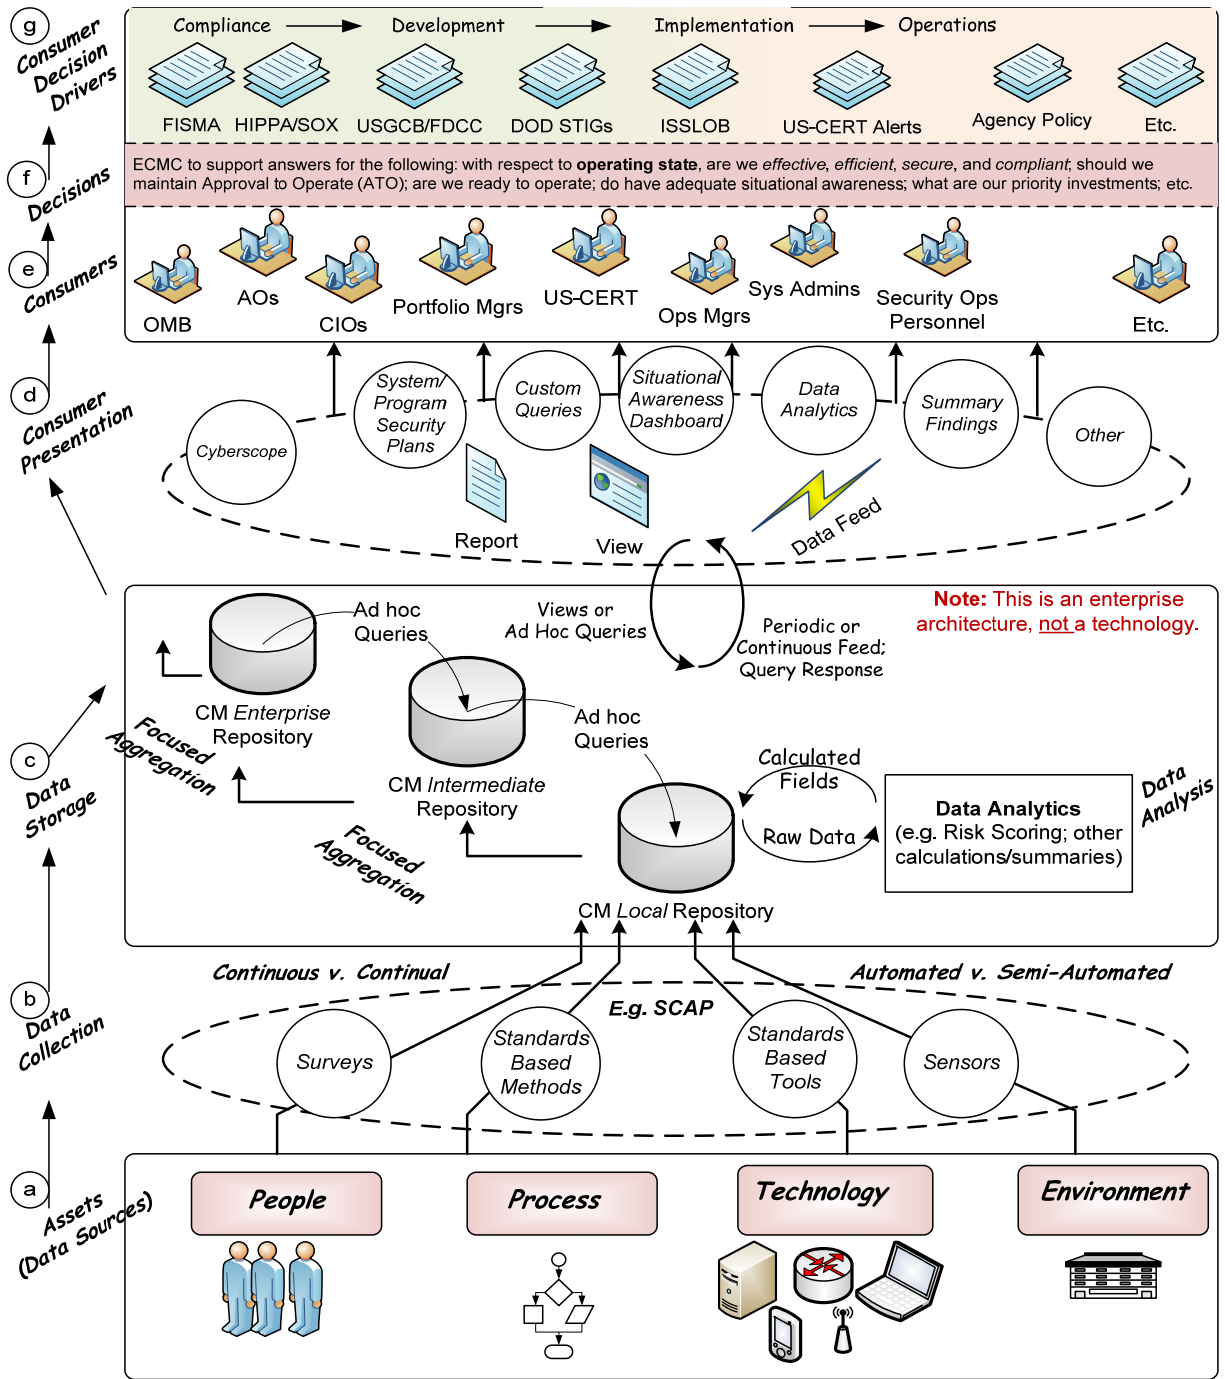 g
Consumer
Decision
Drivers
Compliance
Development
Implementation
Operations
FISMA
HIPPA/SOX
USGCB/FDCC
DOD STIGs
ISSLOB
US-CERT Alerts
Agency Policy
Etc.
f
Decisions
ECMC to support answers for the following: with respect to operating state, are we effective, efficient, secure, and compliant; should we
maintain Approval to Operate (ATO); are we ready to operate; do have adequate situational awareness; what are our priority investments; etc.
e
Consumers
OMB
AOs
CIOs
Portfolio Mgrs
US-CERT
Ops Mgrs
Sys Admins
Security Ops
Personnel
Etc.
d
Consumer
Presentation
Cyberscope
System/
Program
Security
Plans
Custom
Queries
Situational
Awareness
Dashboard
Data
Analytics
Summary
Findings
Other
Report
View
Data Feed
Views or
Ad Hoc Queries
Periodic or
Continuous Feed;
Query Response
Note: This is an enterprise
architecture, not a technology.
c
Data
Storage
Ad hoc
Queries
CM Enterprise
Repository
Focused
Aggregation
Ad hoc
Queries
CM Intermediate
Repository
Focused
Aggregation
CM Local Repository
Calculated
Fields
Raw Data
Data Analytics
(e.g. Risk Scoring; other
calculations/summaries)
Data
Analysis
b
Data
Collection
Continuous v. Continual
Automated v. Semi-Automated
E.g. SCAP
Surveys
Standards
Based
Methods
Standards
Based
Tools
Sensors
a
Assets
(Data Sources)
People
Process
Technology
Environment